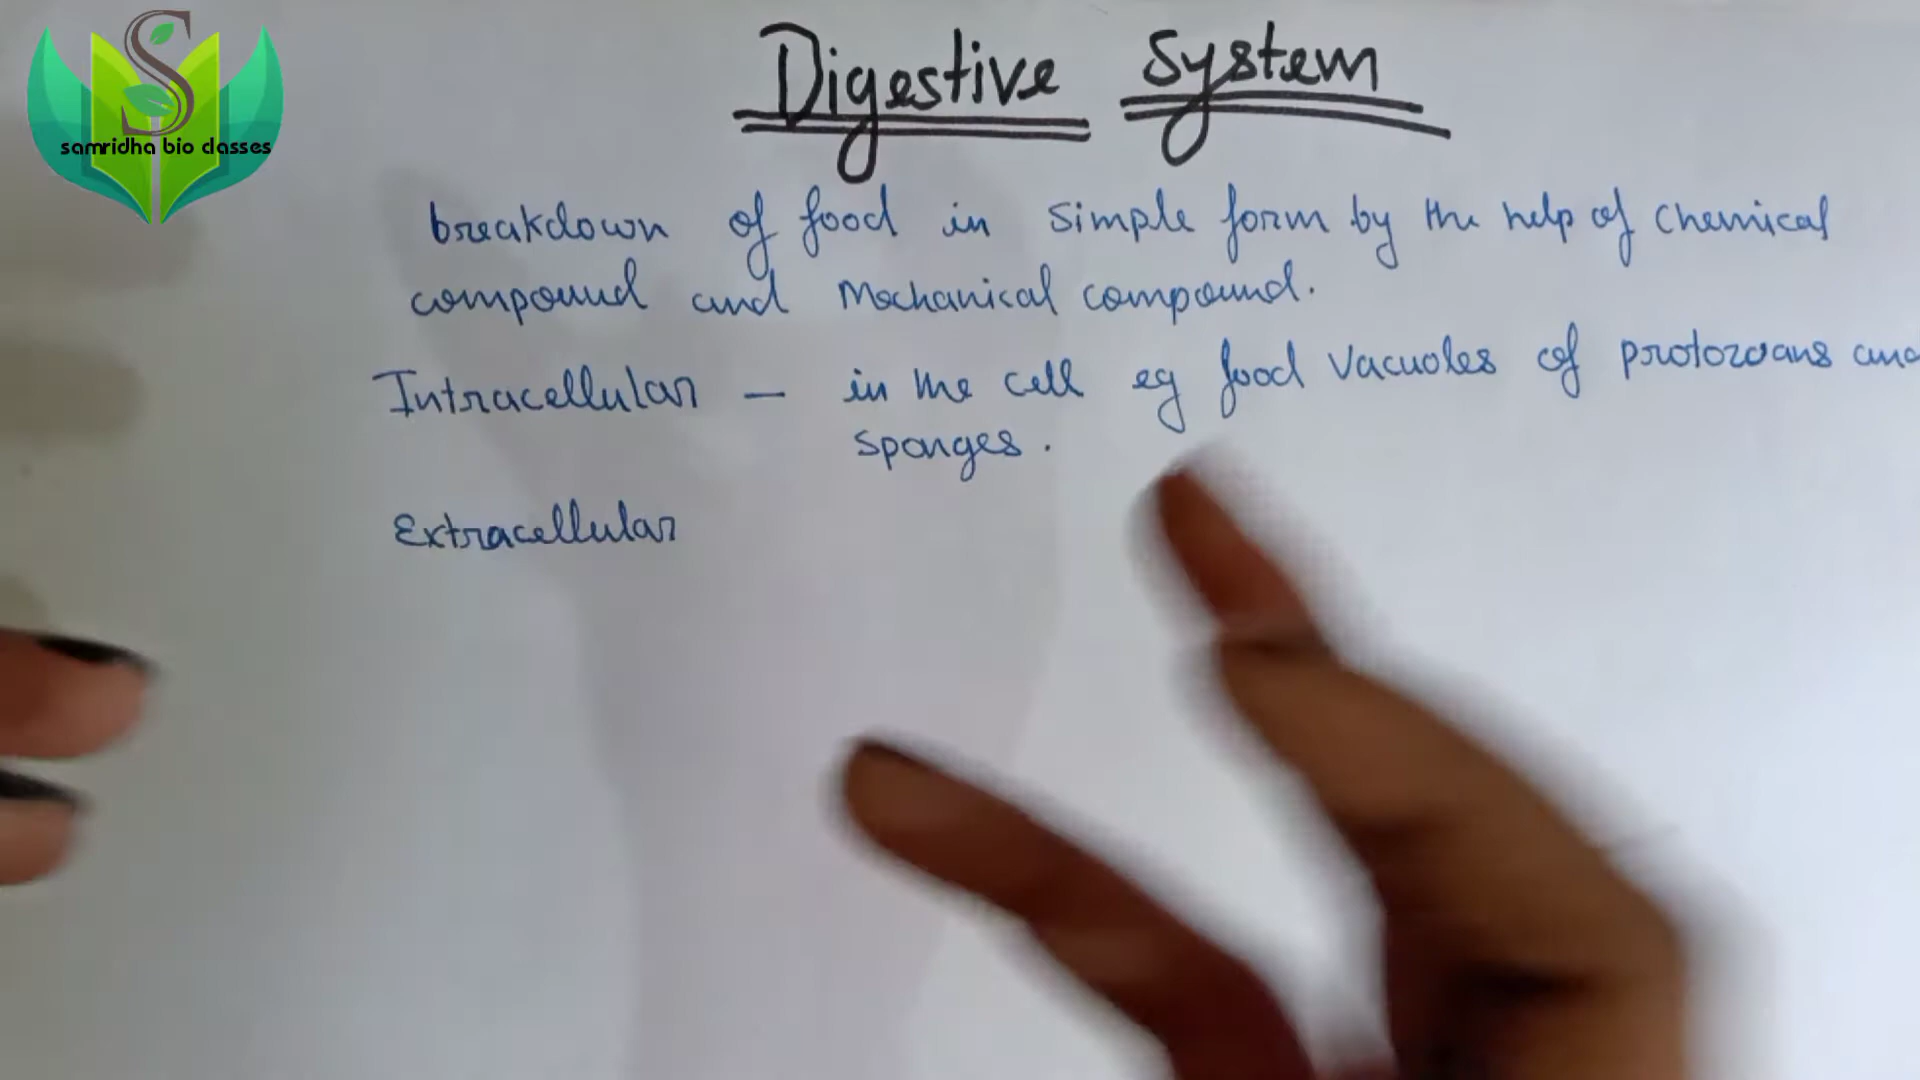 S
samridha bio classes
Digestive System
breakdown of food in simple form by the help of chemical
compound and Mechanical compound.
Intracellular — in the cell eg food vacuoles of protozoans and
sponges.
Extracellular